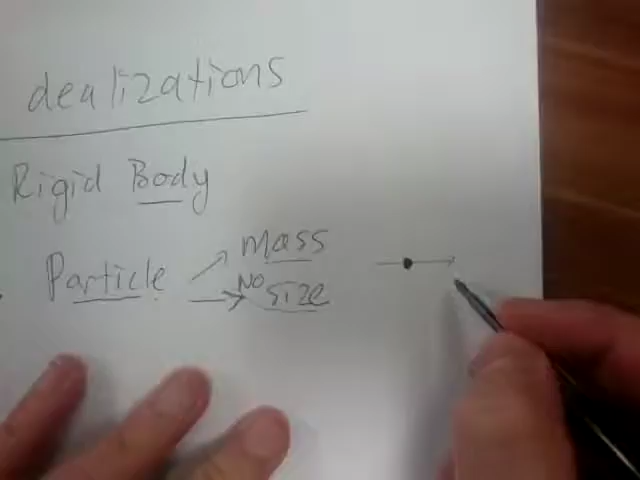 dealizations
Rigid Body
Particle
mass
No size